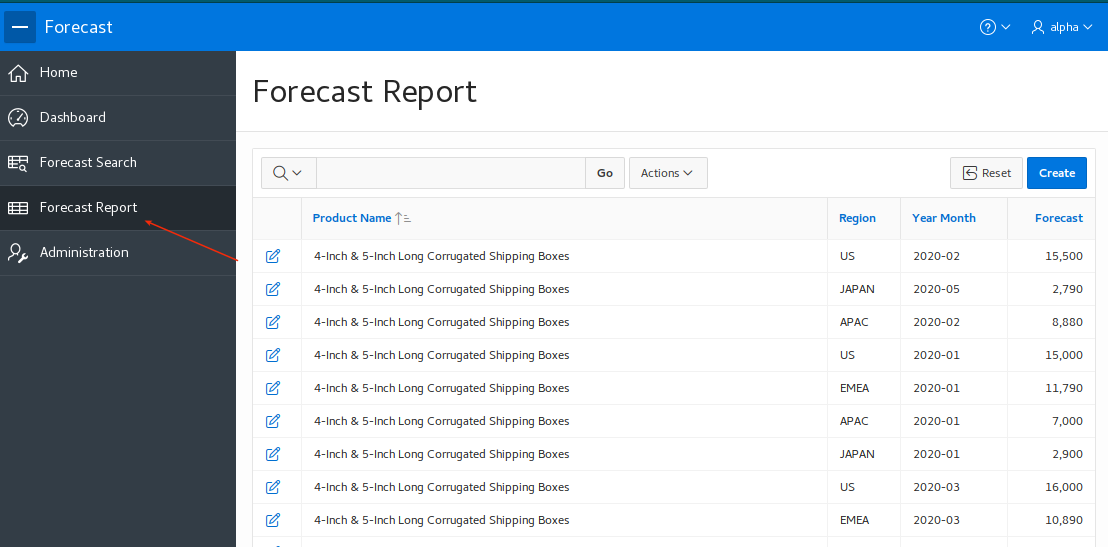 Forecast
alpha
Home
Dashboard
Forecast Search
Forecast Report
Administration
Forecast Report
Go Actions Reset Create
Product Name Region Year Month Forecast
4-Inch & 5-Inch Long Corrugated Shipping Boxes US 2020-02 15,500
4-Inch & 5-Inch Long Corrugated Shipping Boxes JAPAN 2020-05 2,790
4-Inch & 5-Inch Long Corrugated Shipping Boxes APAC 2020-02 8,880
4-Inch & 5-Inch Long Corrugated Shipping Boxes US 2020-01 15,000
4-Inch & 5-Inch Long Corrugated Shipping Boxes EMEA 2020-01 11,790
4-Inch & 5-Inch Long Corrugated Shipping Boxes APAC 2020-01 7,000
4-Inch & 5-Inch Long Corrugated Shipping Boxes JAPAN 2020-01 2,900
4-Inch & 5-Inch Long Corrugated Shipping Boxes US 2020-03 16,000
4-Inch & 5-Inch Long Corrugated Shipping Boxes EMEA 2020-03 10,890